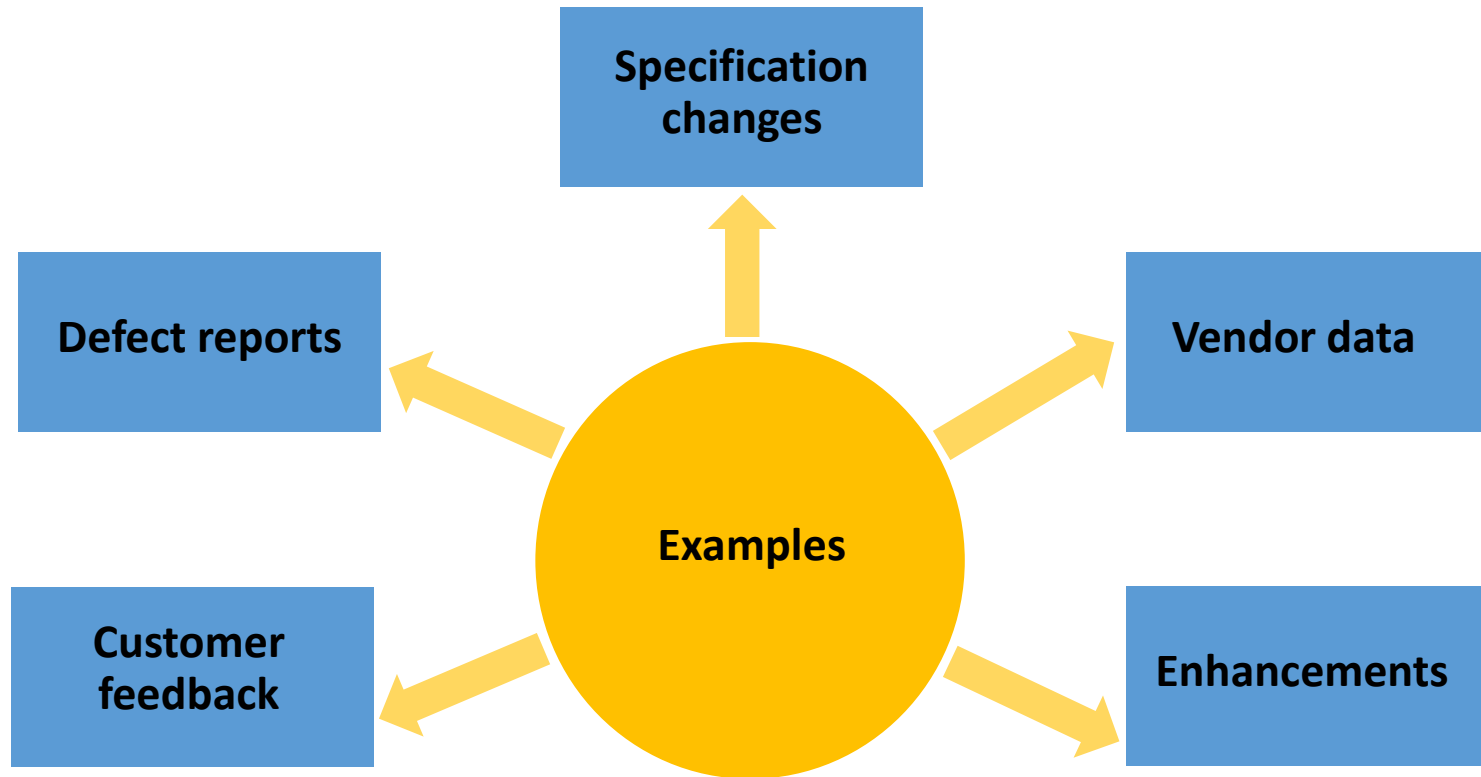 Specification
changes
Defect reports
Vendor data
Examples
Customer
feedback
Enhancements